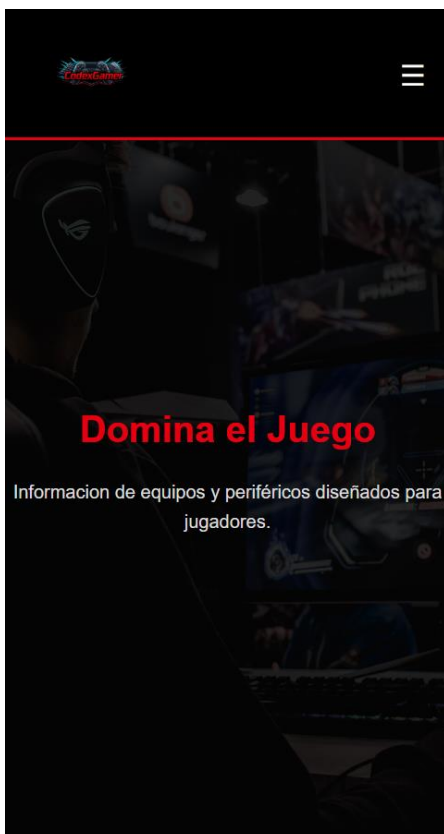 CodexGamer
Domina el Juego
Informacion de equipos y periféricos diseñados para
jugadores.